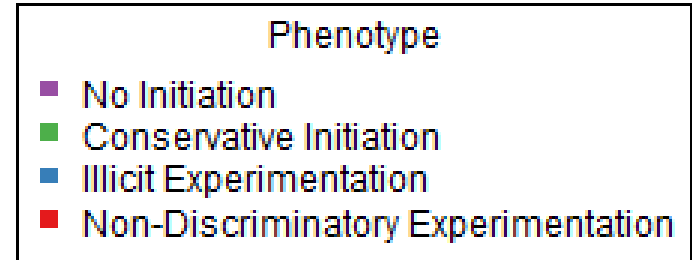 Phenotype
No Initiation
Conservative Initiation
Illicit Experimentation
Non-Discriminatory Experimentation